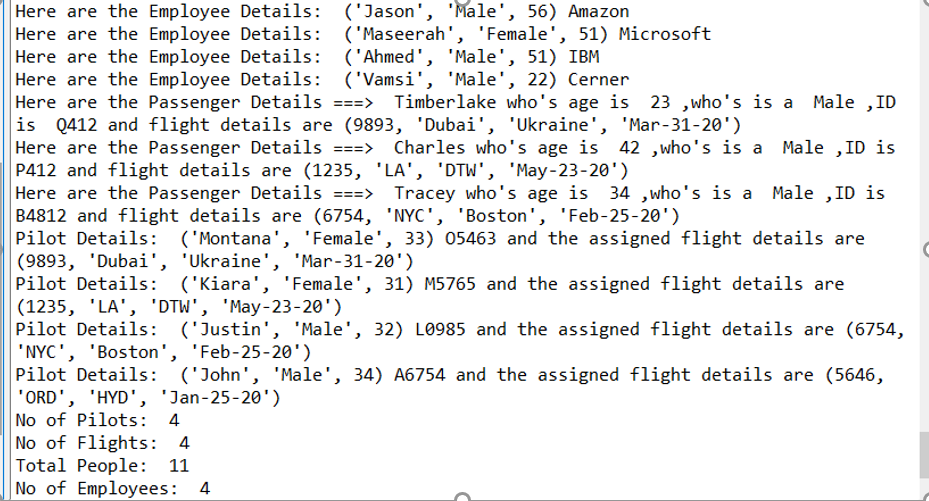 Here are the Employee Details:  ('Jason', 'Male', 56) Amazon
Here are the Employee Details:  ('Maseerah', 'Female', 51) Microsoft
Here are the Employee Details:  ('Ahmed', 'Male', 51) IBM
Here are the Employee Details:  ('Vamsi', 'Male', 22) Cerner
Here are the Passenger Details ===>  Timberlake who's age is  23 ,who's is a  Male ,ID
is  Q412 and flight details are (9893, 'Dubai', 'Ukraine', 'Mar-31-20')
Here are the Passenger Details ===>  Charles who's age is  42 ,who's is a  Male ,ID is
P412 and flight details are (1235, 'LA', 'DTW', 'May-23-20')
Here are the Passenger Details ===>  Tracey who's age is  34 ,who's is a  Male ,ID is
B4812 and flight details are (6754, 'NYC', 'Boston', 'Feb-25-20')
Pilot Details:  ('Montana', 'Female', 33) O5463 and the assigned flight details are
(9893, 'Dubai', 'Ukraine', 'Mar-31-20')
Pilot Details:  ('Kiara', 'Female', 31) M5765 and the assigned flight details are
(1235, 'LA', 'DTW', 'May-23-20')
Pilot Details:  ('Justin', 'Male', 32) L0985 and the assigned flight details are (6754,
'NYC', 'Boston', 'Feb-25-20')
Pilot Details:  ('John', 'Male', 34) A6754 and the assigned flight details are (5646,
'ORD', 'HYD', 'Jan-25-20')
No of Pilots:  4
No of Flights:  4
Total People:  11
No of Employees:  4